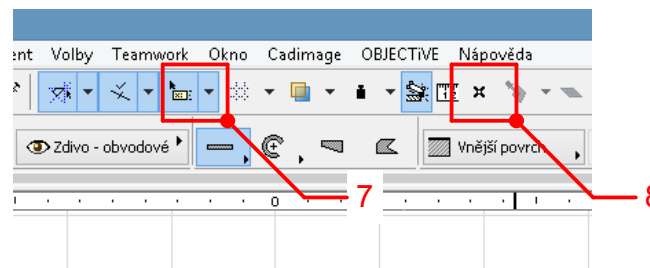 ent Volby Teamwork Okno Cadimage OBJECTiVE Nápověda
Zdivo - obvodové Vnější povrch
0
7
8